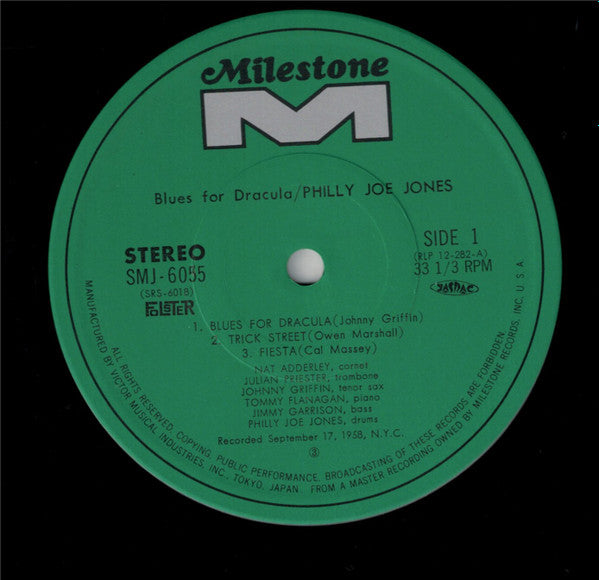 Milestone
M
Blues for Dracula/PHILLY JOE JONES
STEREO
SMJ-6055
(SRS-6018)
FOLSTER
SIDE 1
(RLP 12-282-A)
33 1/3 RPM
JASRAC
1. BLUES FOR DRACULA(Johnny Griffin)
2. TRICK STREET(Owen Marshall)
3. FIESTA(Cal Massey)
NAT ADDERLEY, cornet
JULIAN PRIESTER, trombone
JOHNNY GRIFFIN, tenor sax
TOMMY FLANAGAN, piano
JIMMY GARRISON, bass
PHILLY JOE JONES, drums
Recorded September 17, 1958, N.Y.C.
③
ALL RIGHTS RESERVED. COPYING, PUBLIC PERFORMANCE, BROADCASTING OF THESE RECORDS ARE FORBIDDEN.
MANUFACTURED BY VICTOR MUSICAL INDUSTRIES, INC., TOKYO, JAPAN. FROM A MASTER RECORDING OWNED BY MILESTONE RECORDS, INC. U.S.A.